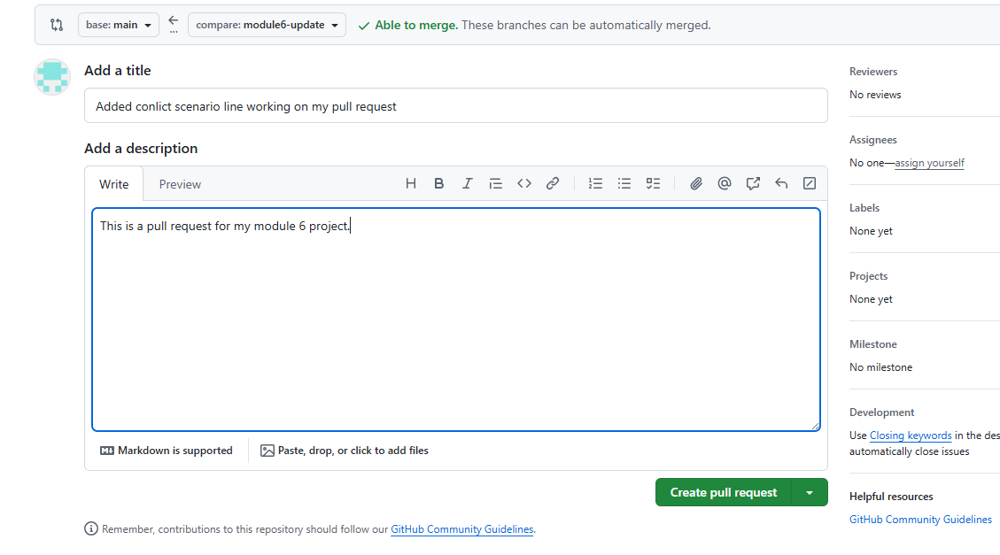 base: main ← compare: module6-update ✓ Able to merge. These branches can be automatically merged.
...
Add a title
Added conlict scenario line working on my pull request
Add a description
Write Preview
This is a pull request for my module 6 project.
Markdown is supported Paste, drop, or click to add files
Create pull request
Remember, contributions to this repository should follow our GitHub Community Guidelines.
Reviewers
No reviews
Assignees
No one—assign yourself
Labels
None yet
Projects
None yet
Milestone
No milestone
Development
Use Closing keywords in the des
automatically close issues
Helpful resources
GitHub Community Guidelines